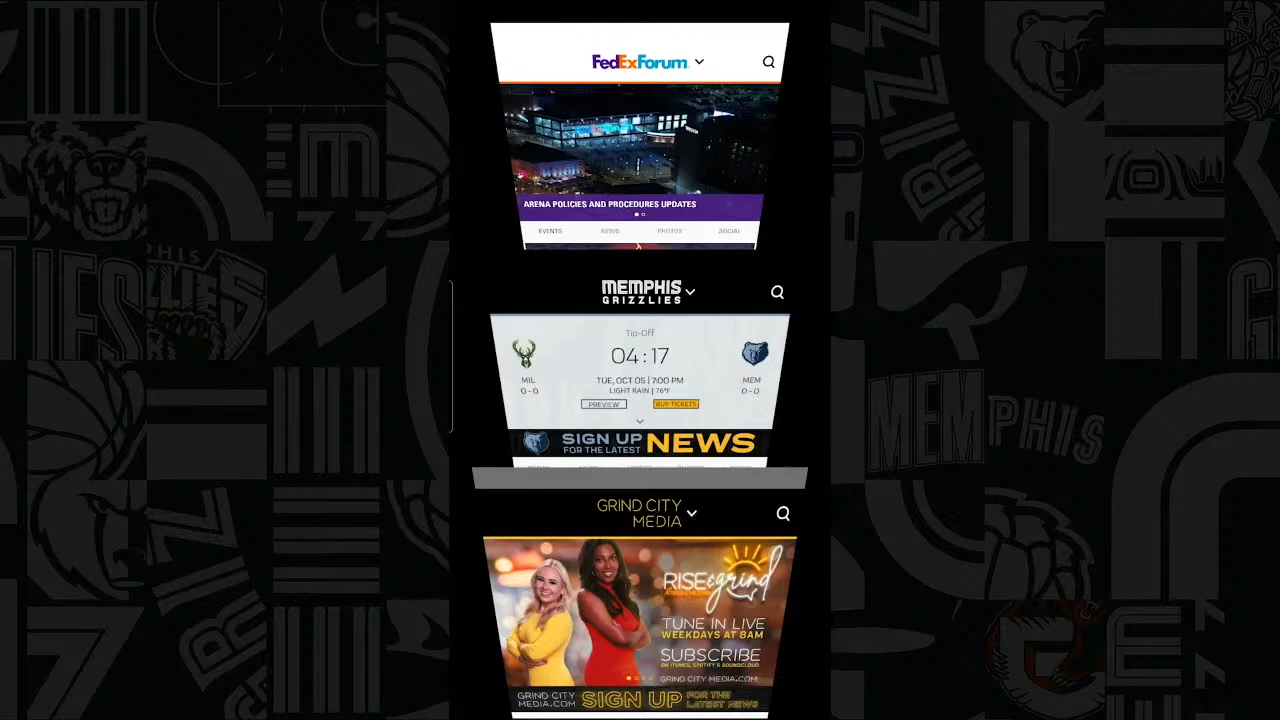 FedExForum
ARENA POLICIES AND PROCEDURES UPDATES
EVENTS NEWS PHOTOS SOCIAL
MEMPHIS
GRIZZLIES
Tip-Off
04 : 17
MIL
0-0
TUE, OCT 05 | 7:00 PM
LIGHT RAIN | 76°F
MEM
0-0
PREVIEW BUY TICKETS
SIGN UP
FOR THE LATEST
NEWS
GRIND CITY
MEDIA
RISE & grind
TUNE IN LIVE
WEEKDAYS AT 8AM
SUBSCRIBE
ON ITUNES, SPOTIFY & SOUNDCLOUD
GRIND CITY MEDIA.COM
GRIND CITY
MEDIA.COM
SIGN UP
FOR THE
LATEST NEWS
MEMPHIS